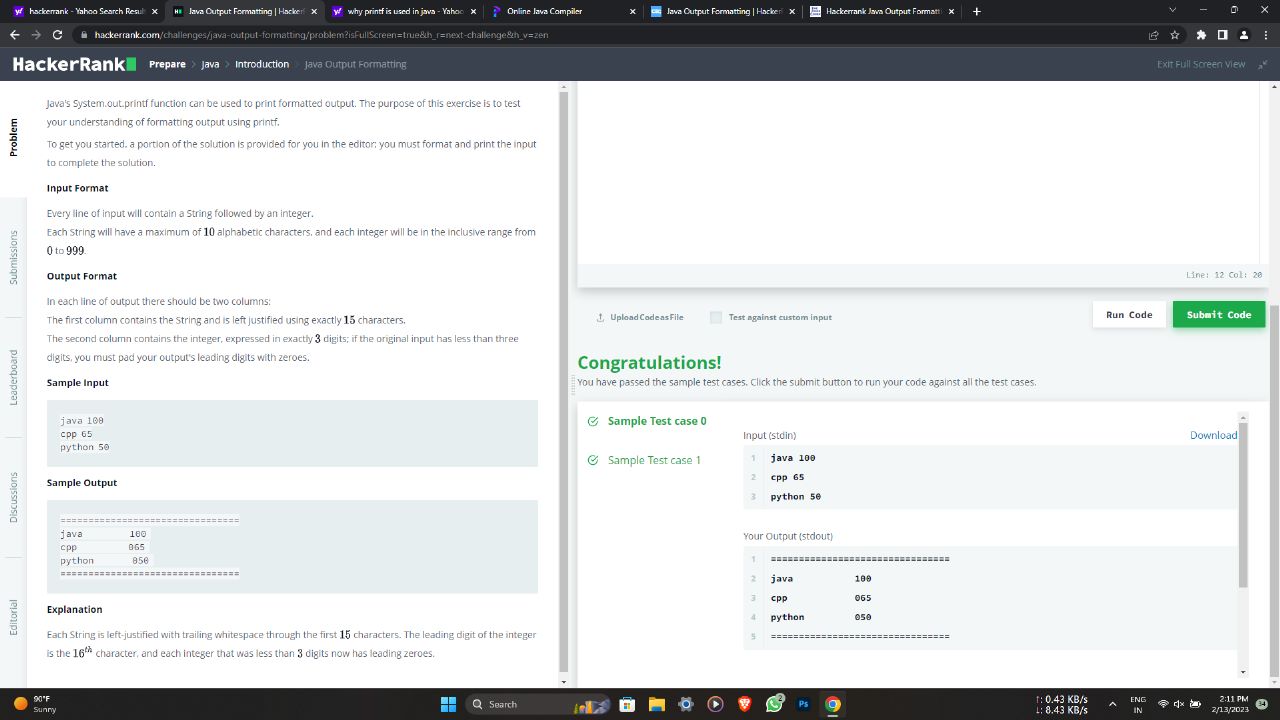 hackerrank - Yahoo Search Resul
Java Output Formatting | HackerR
why printf is used in java - Yahoo
Online Java Compiler
Java Output Formatting | Hackerra
Hackerrank Java Output Formatti
hackerrank.com/challenges/java-output-formatting/problem?isFullScreen=true&h_r=next-challenge&h_v=zen
HackerRank
Prepare > Java > Introduction > Java Output Formatting
Exit Full Screen View
Problem
Submissions
Leaderboard
Discussions
Editorial
Java's System.out.printf function can be used to print formatted output. The purpose of this exercise is to test
your understanding of formatting output using printf.
To get you started, a portion of the solution is provided for you in the editor; you must format and print the input
to complete the solution.
Input Format
Every line of input will contain a String followed by an integer.
Each String will have a maximum of 10 alphabetic characters, and each integer will be in the inclusive range from
0 to 999.
Output Format
In each line of output there should be two columns:
The first column contains the String and is left justified using exactly 15 characters.
The second column contains the integer, expressed in exactly 3 digits; if the original input has less than three
digits, you must pad your output's leading digits with zeroes.
Sample Input
java 100
cpp 65
python 50
Sample Output
================================
java           100
cpp            065
python         050
================================
Explanation
Each String is left-justified with trailing whitespace through the first 15 characters. The leading digit of the integer
is the 16th character, and each integer that was less than 3 digits now has leading zeroes.
Line: 12 Col: 20
Upload Code as File
Test against custom input
Run Code
Submit Code
Congratulations!
You have passed the sample test cases. Click the submit button to run your code against all the test cases.
Sample Test case 0
Sample Test case 1
Input (stdin)
Download
1 java 100
2 cpp 65
3 python 50
Your Output (stdout)
1 ================================
2 java           100
3 cpp            065
4 python         050
5 ================================
90°F
Sunny
Search
2
Ps
↑: 0.43 KB/s
↓: 0.43 KB/s
ENG
IN
2:11 PM
2/13/2023